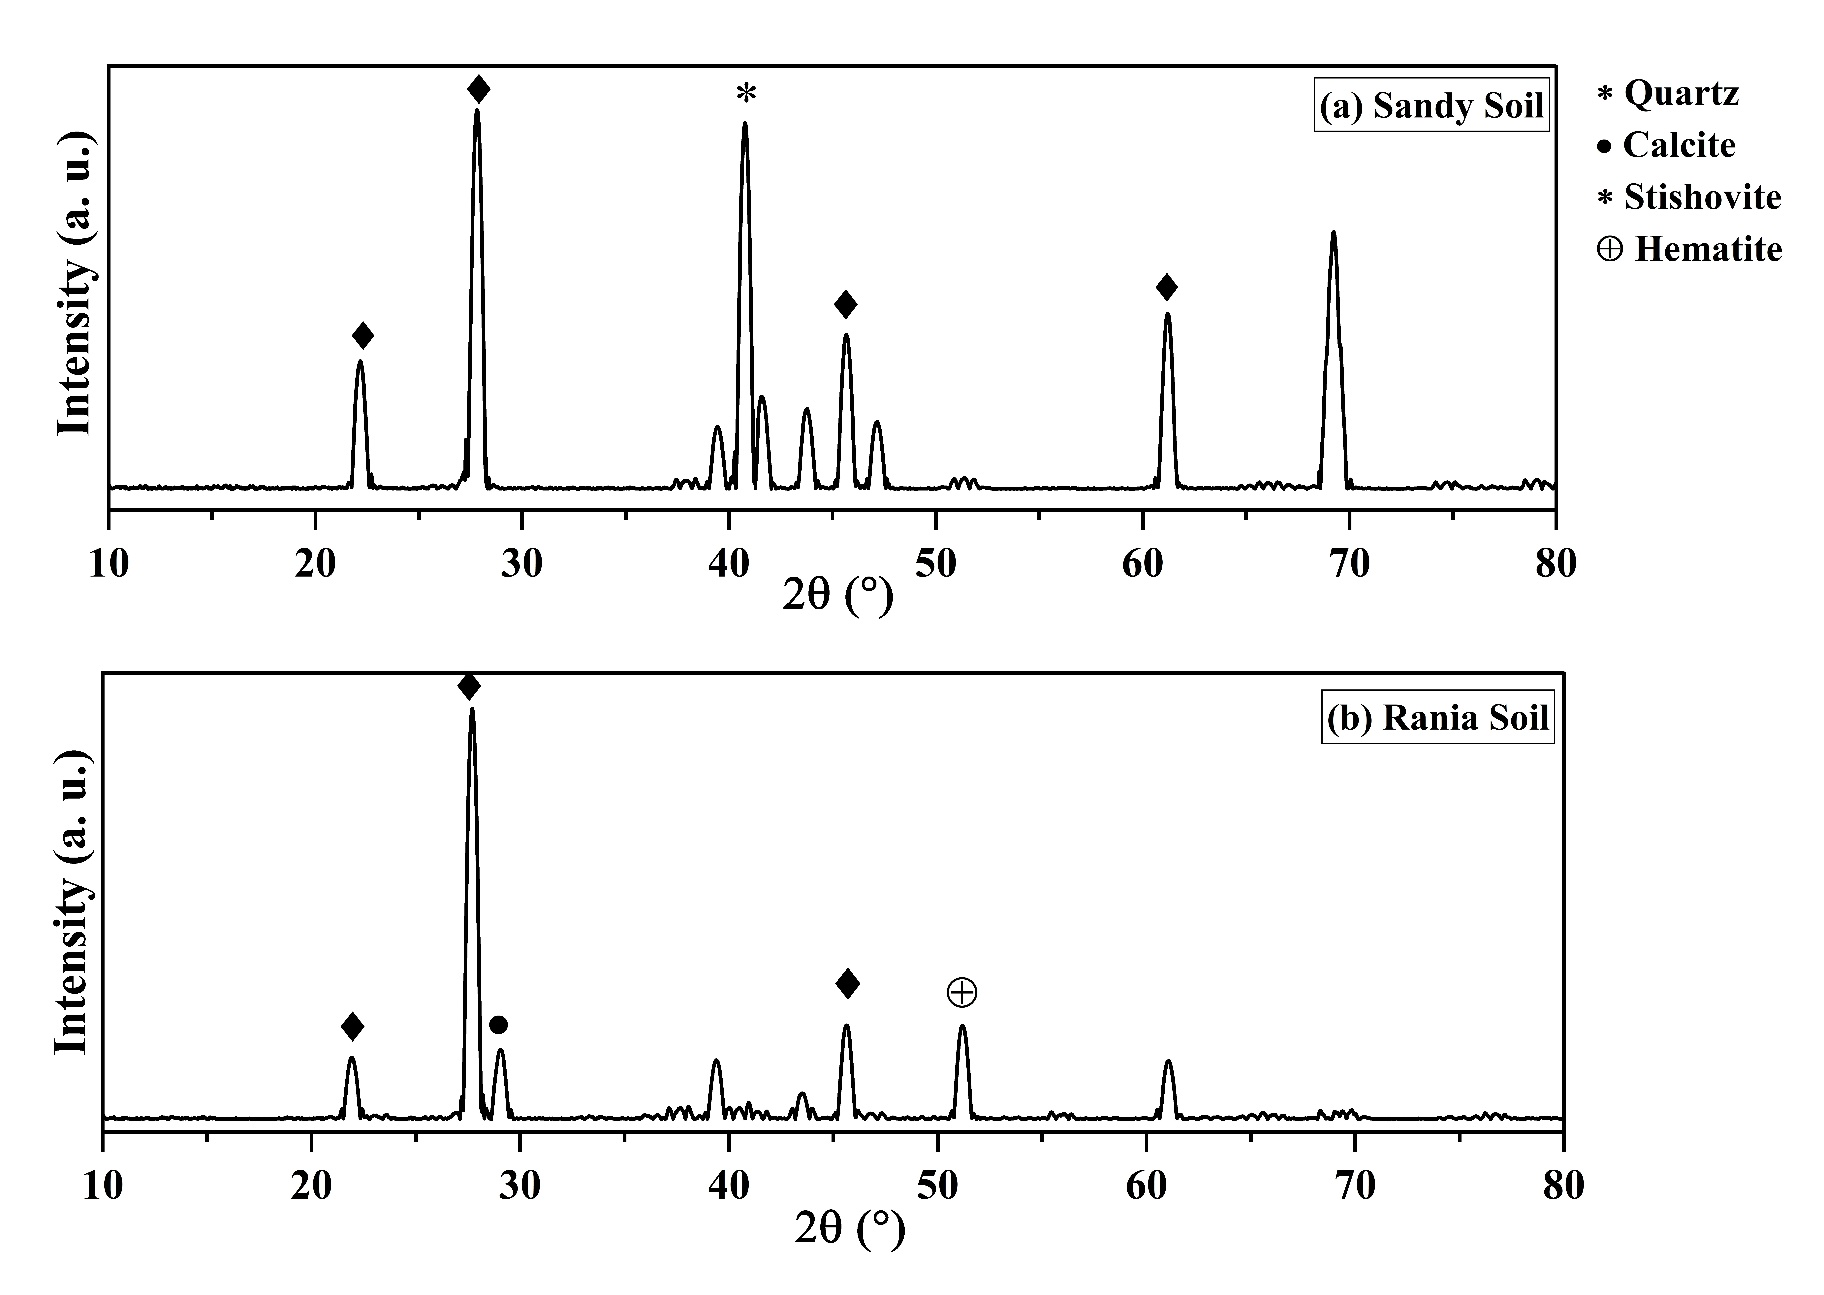 (a) Sandy Soil
* Quartz
● Calcite
* Stishovite
⊕ Hematite
Intensity (a. u.)
10 20 30 40 50 60 70 80
2θ (°)
(b) Rania Soil
Intensity (a. u.)
10 20 30 40 50 60 70 80
2θ (°)